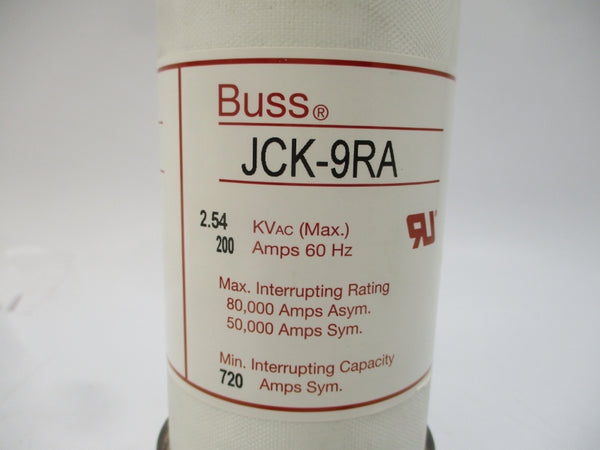 Buss®
JCK-9RA
2.54 KVAC (Max.)
200 Amps 60 Hz
Max. Interrupting Rating
80,000 Amps Asym.
50,000 Amps Sym.
Min. Interrupting Capacity
720 Amps Sym.